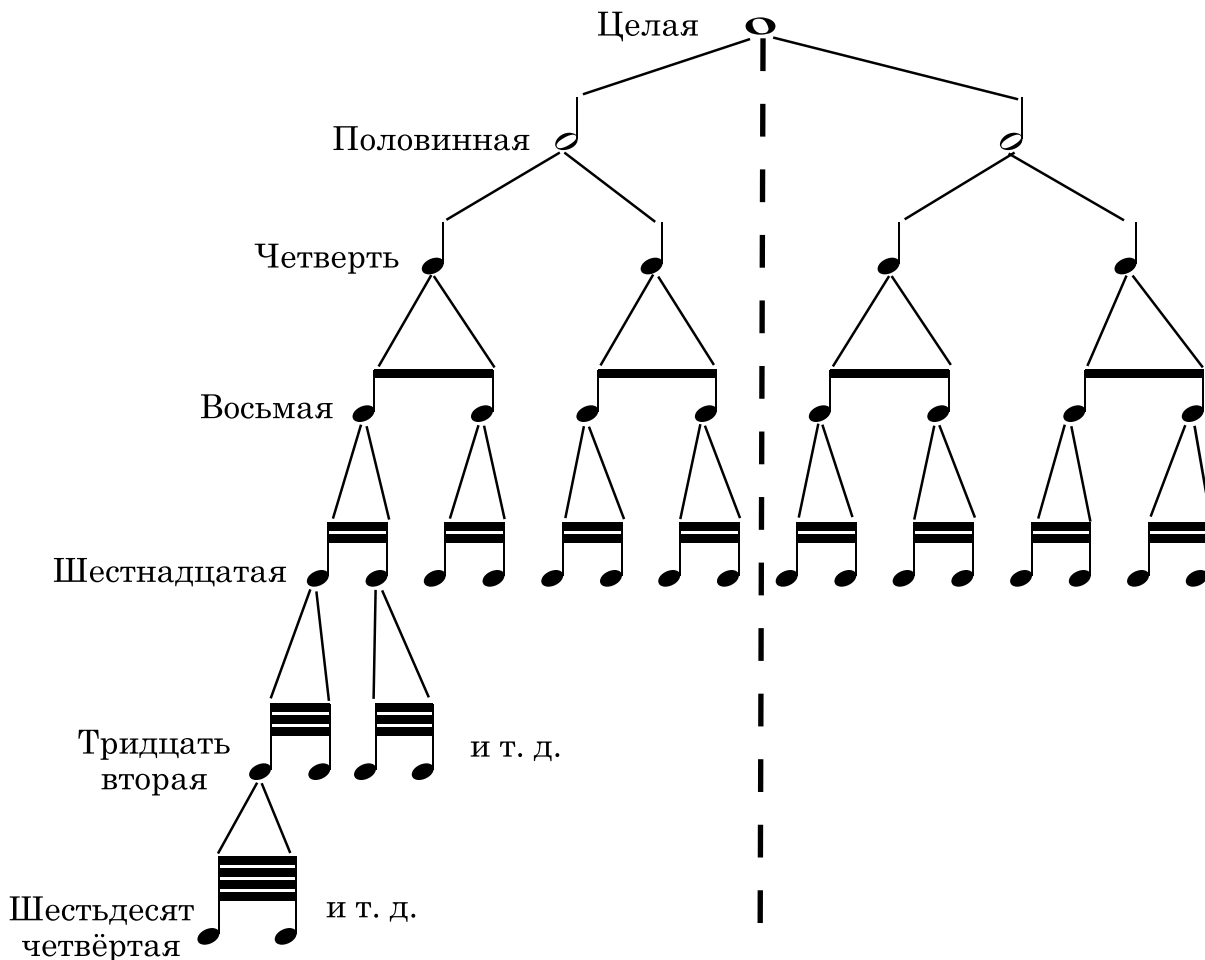 Целая
Половинная
Четверть
Восьмая
Шестнадцатая
Тридцать
вторая
и т. д.
Шестьдесят
четвёртая
и т. д.